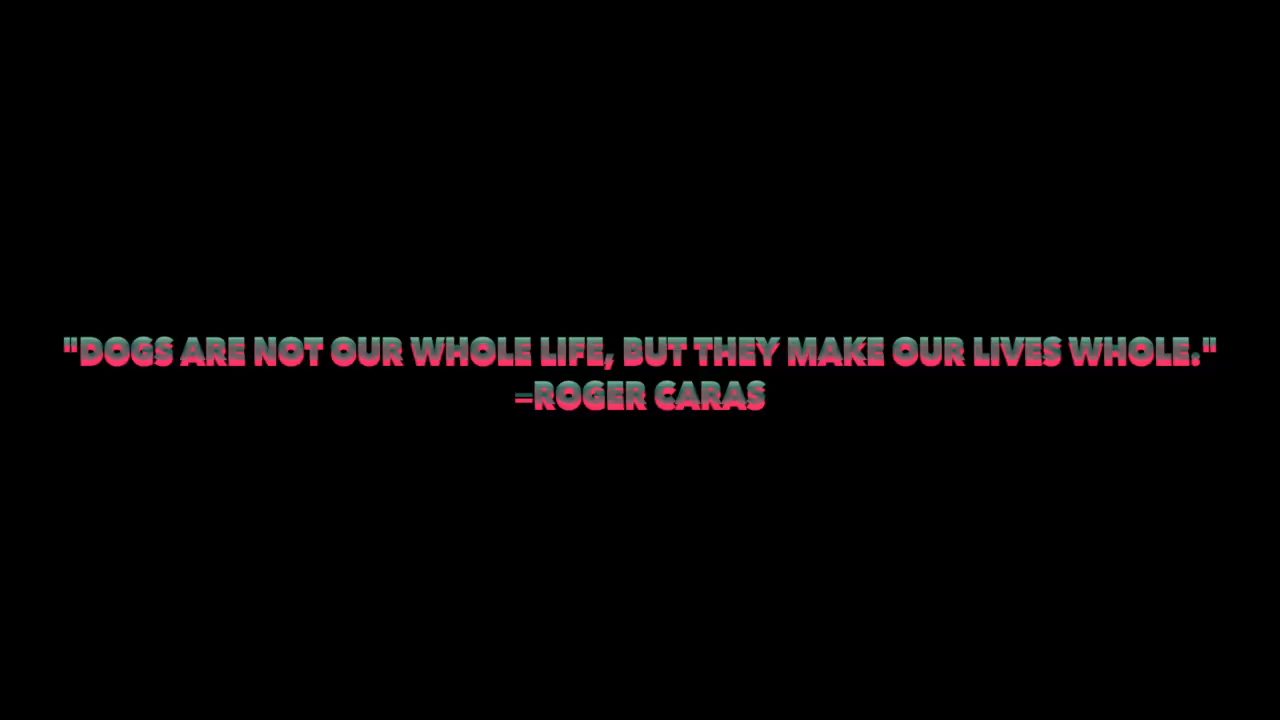 "DOGS ARE NOT OUR WHOLE LIFE, BUT THEY MAKE OUR LIVES WHOLE."
–ROGER CARAS